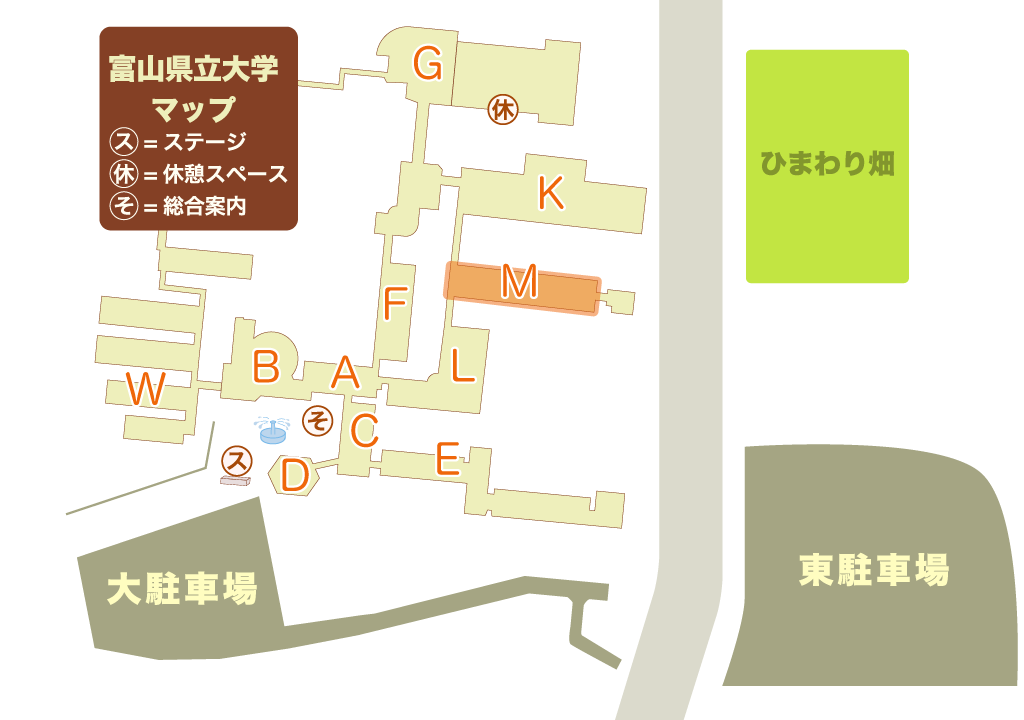 富山県立大学
マップ
ス = ステージ
休 = 休憩スペース
そ = 総合案内
G
休
K
ひまわり畑
M
F
B
A
L
W
そ
C
ス
D
E
大駐車場
東駐車場